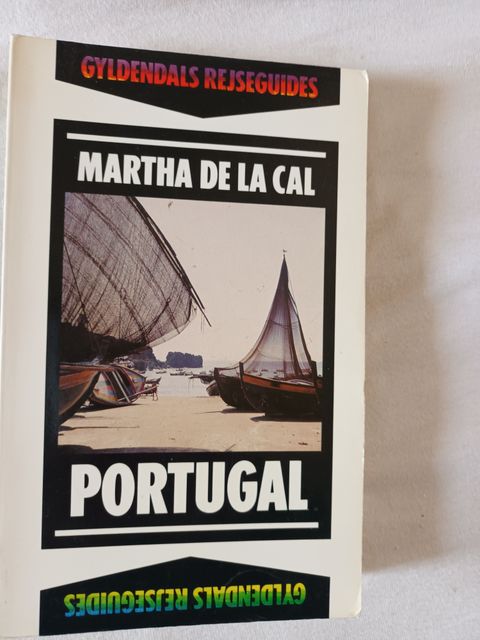 GYLDENDALS REJSEGUIDES
MARTHA DE LA CAL
PORTUGAL
GYLDENDALS REJSEGUIDES